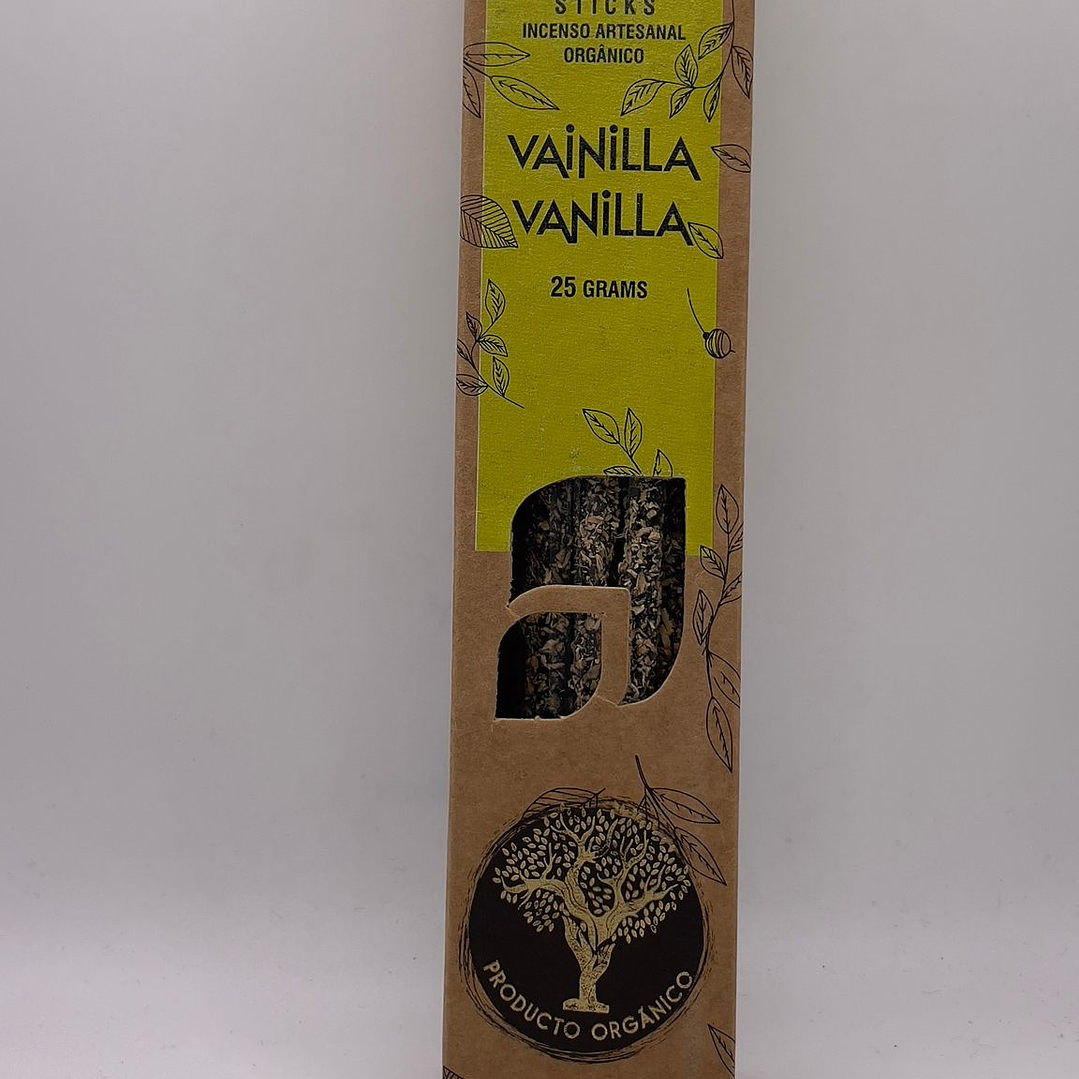 STICKS
INCENSO ARTESANAL
ORGÂNICO
VAiNiLLA
VANiLLA
25 GRAMS
PRODUCTO ORGÁNICO